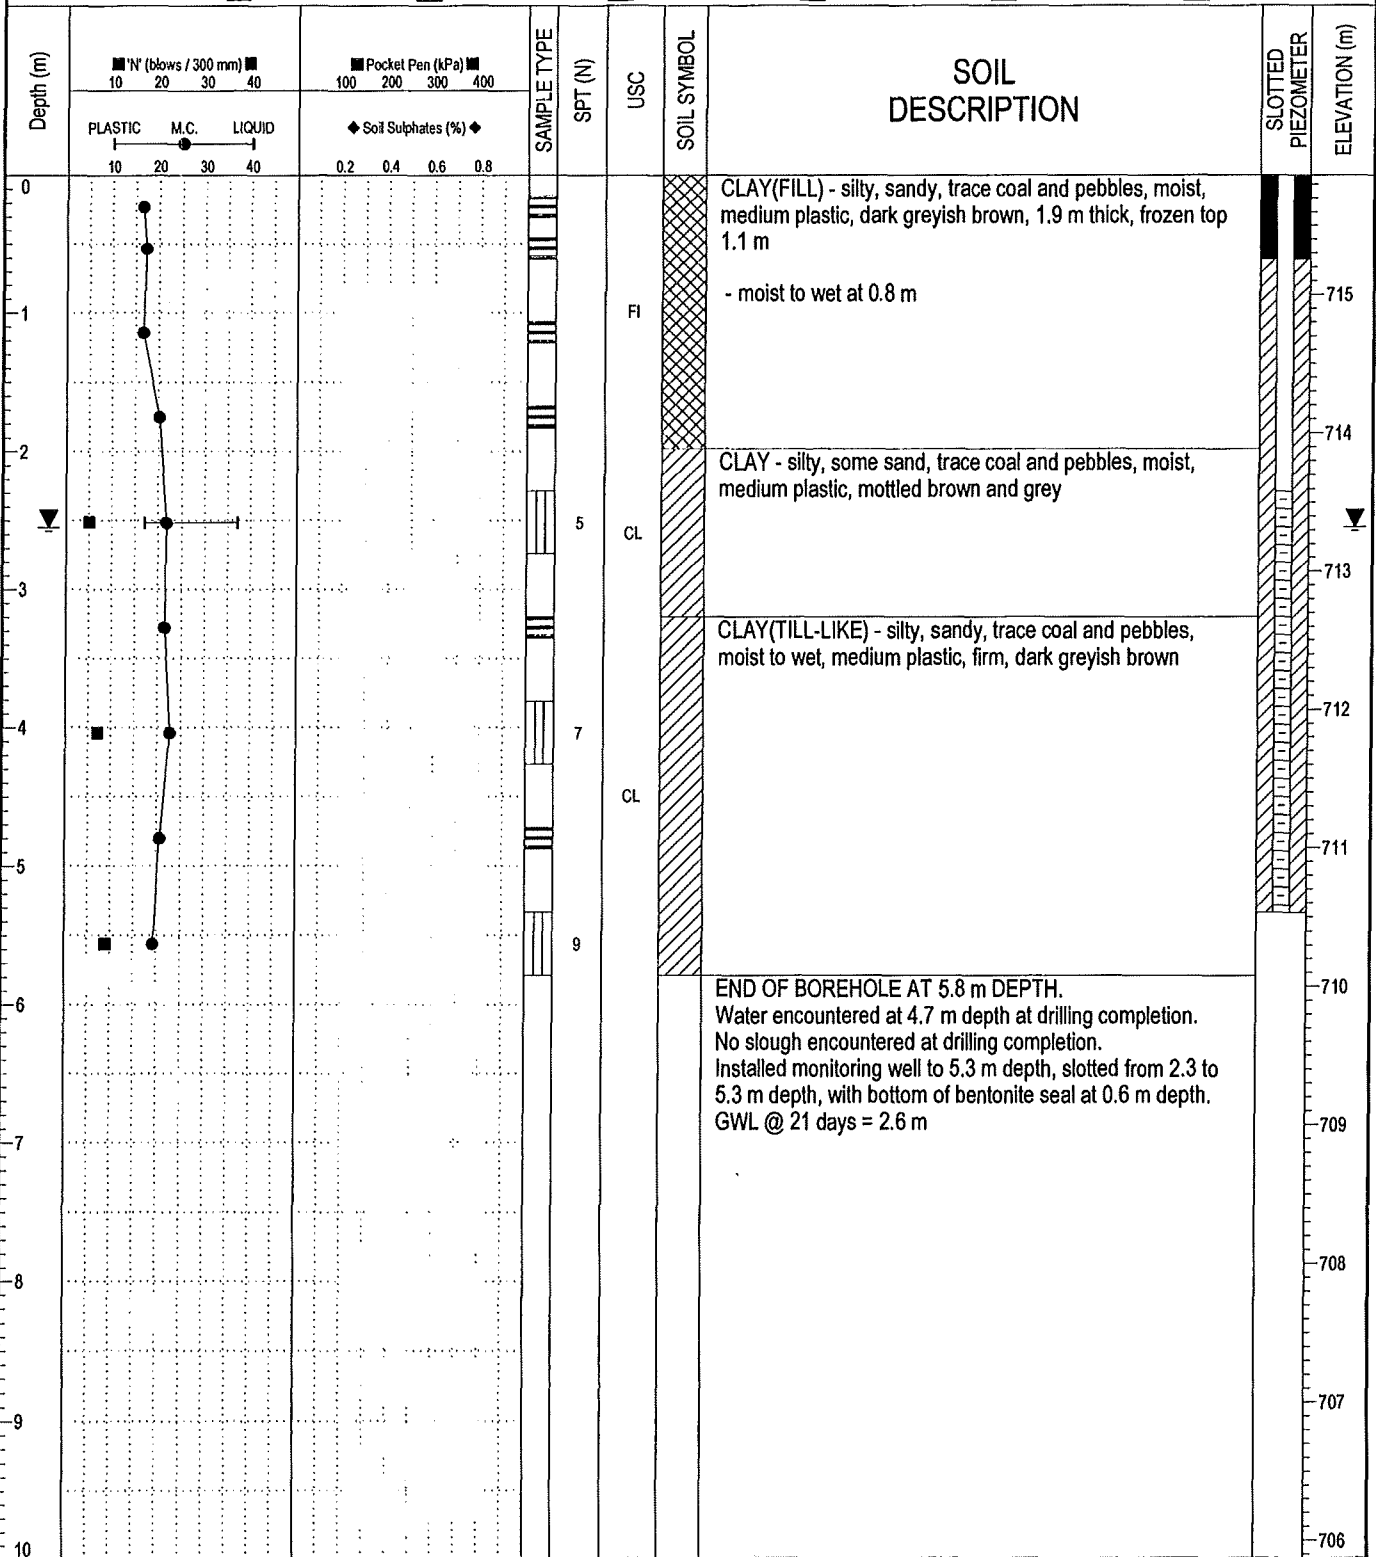 Depth (m)
■ 'N' (blows / 300 mm) ■
10 20 30 40
PLASTIC M.C. LIQUID
10 20 30 40
■ Pocket Pen (kPa) ■
100 200 300 400
◆ Soil Sulphates (%) ◆
0.2 0.4 0.6 0.8
SAMPLE TYPE
SPT (N)
USC
SOIL SYMBOL
SOIL
DESCRIPTION
SLOTTED
PIEZOMETER
ELEVATION (m)
0
1
2
3
4
5
6
7
8
9
10
5
7
9
FI
CL
CL
CLAY(FILL) - silty, sandy, trace coal and pebbles, moist,
medium plastic, dark greyish brown, 1.9 m thick, frozen top
1.1 m
- moist to wet at 0.8 m
CLAY - silty, some sand, trace coal and pebbles, moist,
medium plastic, mottled brown and grey
CLAY(TILL-LIKE) - silty, sandy, trace coal and pebbles,
moist to wet, medium plastic, firm, dark greyish brown
END OF BOREHOLE AT 5.8 m DEPTH.
Water encountered at 4.7 m depth at drilling completion.
No slough encountered at drilling completion.
Installed monitoring well to 5.3 m depth, slotted from 2.3 to
5.3 m depth, with bottom of bentonite seal at 0.6 m depth.
GWL @ 21 days = 2.6 m
715
714
713
712
711
710
709
708
707
706